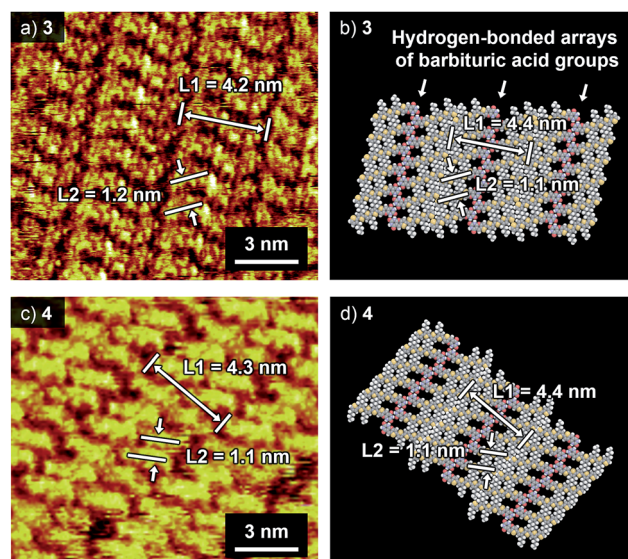 a) 3
L1 = 4.2 nm
L2 = 1.2 nm
3 nm
b) 3
Hydrogen-bonded arrays
of barbituric acid groups
L1 = 4.4 nm
L2 = 1.1 nm
c) 4
L1 = 4.3 nm
L2 = 1.1 nm
3 nm
d) 4
L1 = 4.4 nm
L2 = 1.1 nm